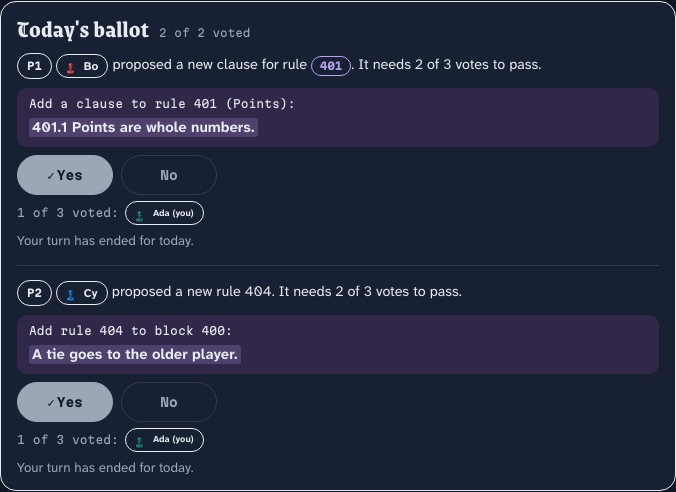 Today's ballot 2 of 2 voted
P1 Bo proposed a new clause for rule 401. It needs 2 of 3 votes to pass.
Add a clause to rule 401 (Points):
401.1 Points are whole numbers.
✓Yes No
1 of 3 voted: Ada (you)
Your turn has ended for today.
P2 Cy proposed a new rule 404. It needs 2 of 3 votes to pass.
Add rule 404 to block 400:
A tie goes to the older player.
✓Yes No
1 of 3 voted: Ada (you)
Your turn has ended for today.